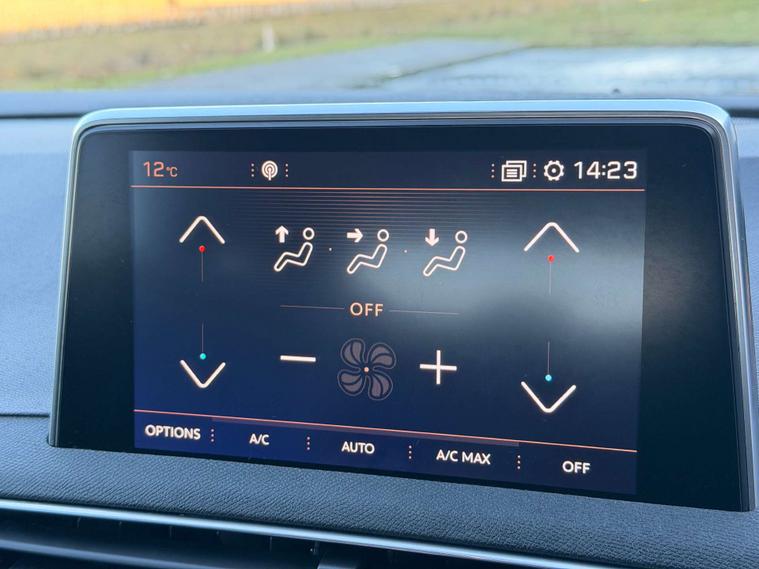 12°C 14:23
OFF
OPTIONS A/C AUTO A/C MAX OFF